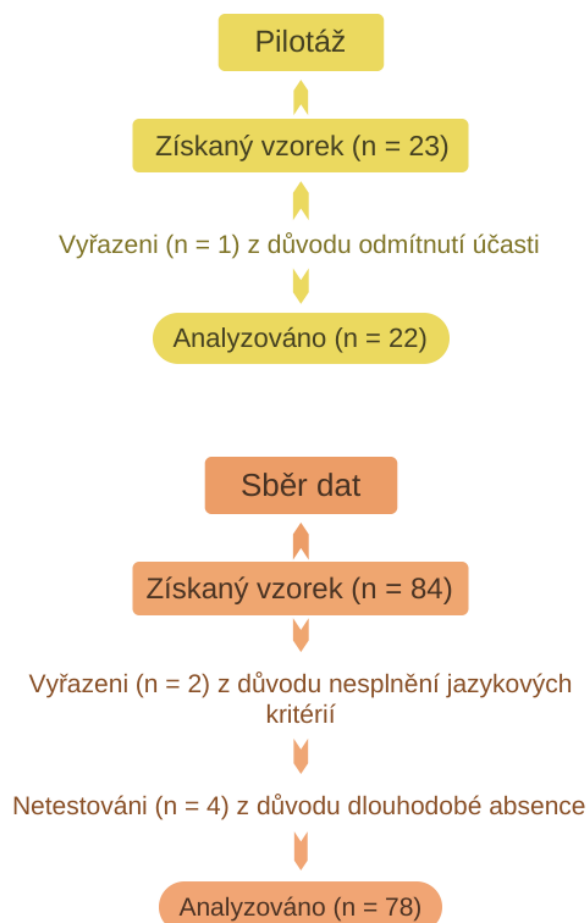 Pilotáž
Získaný vzorek (n = 23)
Vyřazeni (n = 1) z důvodu odmítnutí účasti
Analyzováno (n = 22)
Sběr dat
Získaný vzorek (n = 84)
Vyřazeni (n = 2) z důvodu nesplnění jazykových
kritérií
Netestováni (n = 4) z důvodu dlouhodobé absence
Analyzováno (n = 78)